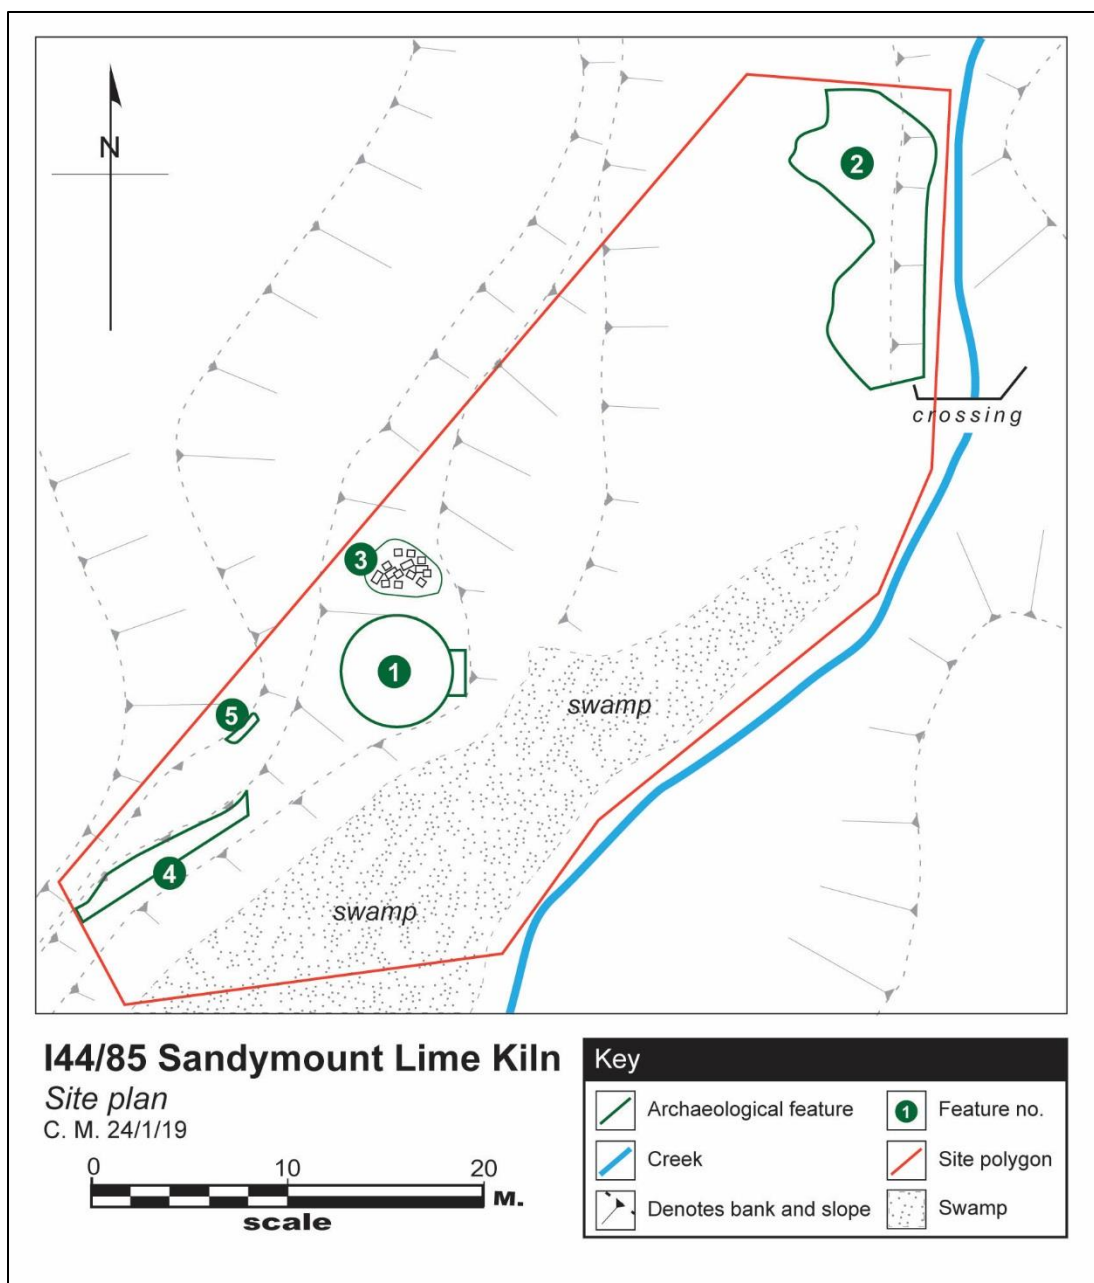 N
2
crossing
3
1
swamp
5
4
swamp
I44/85 Sandymount Lime Kiln
Site plan
C. M. 24/1/19
0 10 20
M.
scale
Key
Archaeological feature
1 Feature no.
Creek
Site polygon
Denotes bank and slope
Swamp